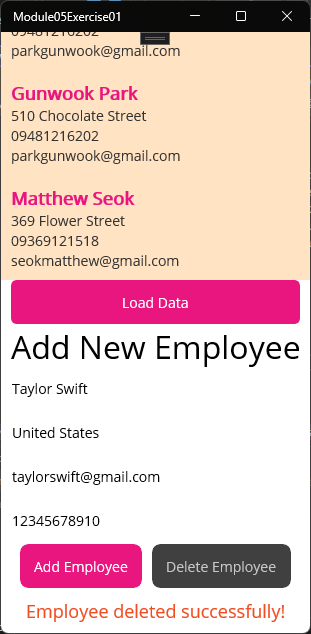 Module05Exercise01
09481216202
parkgunwook@gmail.com
Gunwook Park
510 Chocolate Street
09481216202
parkgunwook@gmail.com
Matthew Seok
369 Flower Street
09369121518
seokmatthew@gmail.com
Load Data
Add New Employee
Taylor Swift
United States
taylorswift@gmail.com
12345678910
Add Employee Delete Employee
Employee deleted successfully!